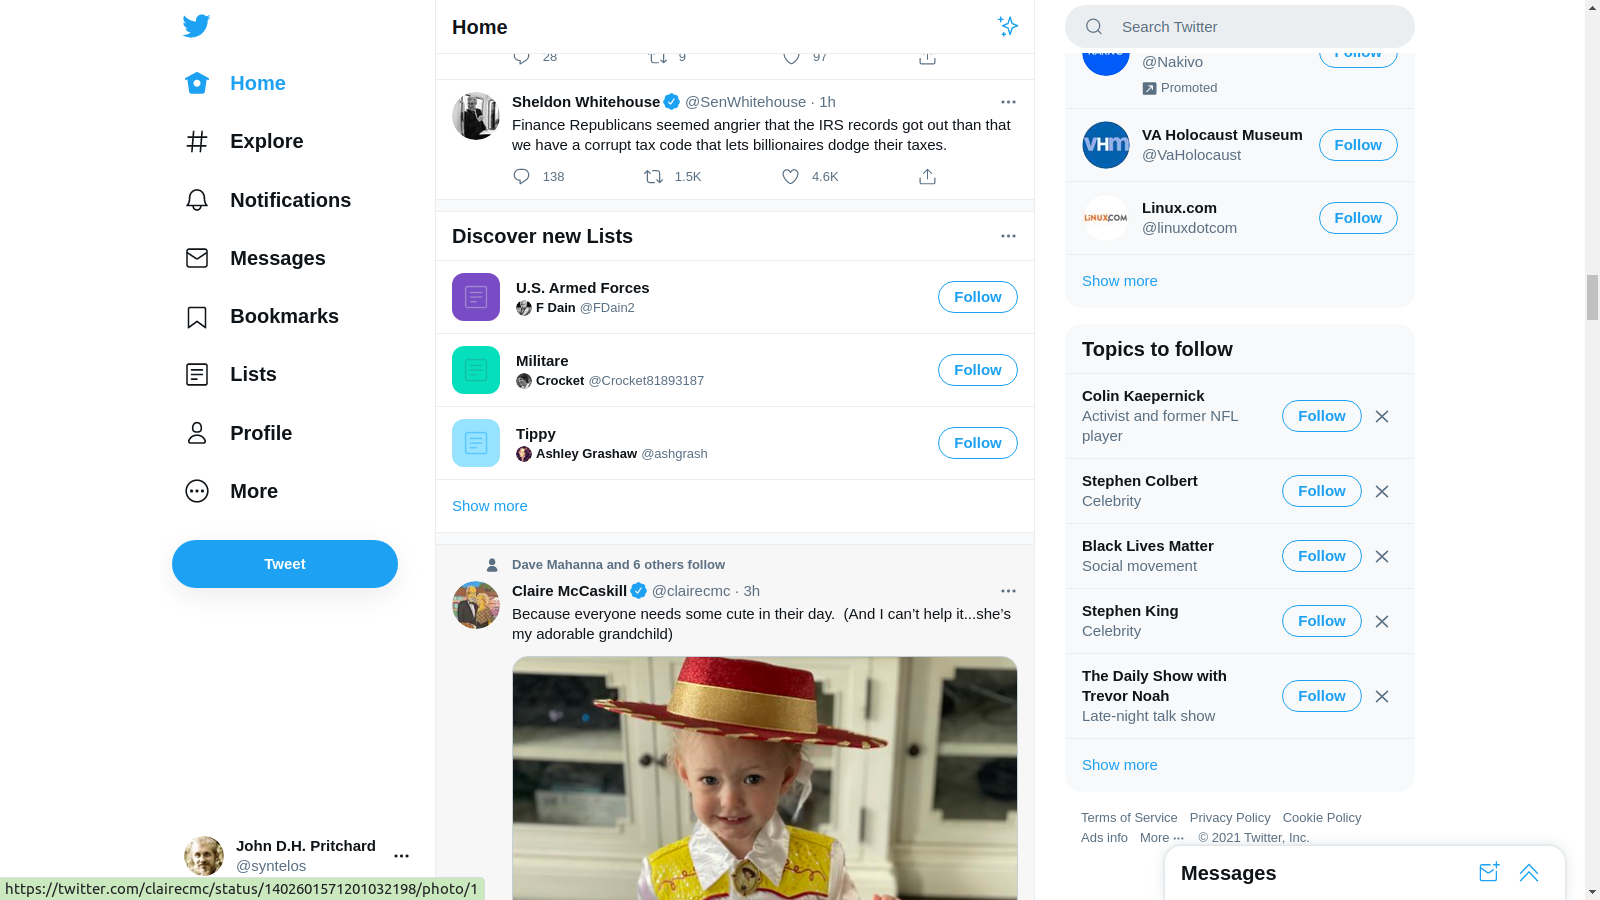 Home
Explore
Notifications
Messages
Bookmarks
Lists
Profile
More
Tweet
John D.H. Pritchard
@syntelos
https://twitter.com/clairecmc/status/1402601571201032198/photo/1
Home
28 9 97
Sheldon Whitehouse @SenWhitehouse · 1h
Finance Republicans seemed angrier that the IRS records got out than that
we have a corrupt tax code that lets billionaires dodge their taxes.
138 1.5K 4.6K
Discover new Lists
U.S. Armed Forces
F Dain @FDain2
Follow
Militare
Crocket @Crocket81893187
Follow
Tippy
Ashley Grashaw @ashgrash
Follow
Show more
Dave Mahanna and 6 others follow
Claire McCaskill @clairecmc · 3h
Because everyone needs some cute in their day.  (And I can’t help it...she’s
my adorable grandchild)
Search Twitter
@Nakivo
Follow
Promoted
VHM
VA Holocaust Museum
@VaHolocaust
Follow
LINUX.COM
Linux.com
@linuxdotcom
Follow
Show more
Topics to follow
Colin Kaepernick
Activist and former NFL
player
Follow
Stephen Colbert
Celebrity
Follow
Black Lives Matter
Social movement
Follow
Stephen King
Celebrity
Follow
The Daily Show with
Trevor Noah
Late-night talk show
Follow
Show more
Terms of Service Privacy Policy Cookie Policy
Ads info More ··· © 2021 Twitter, Inc.
Messages